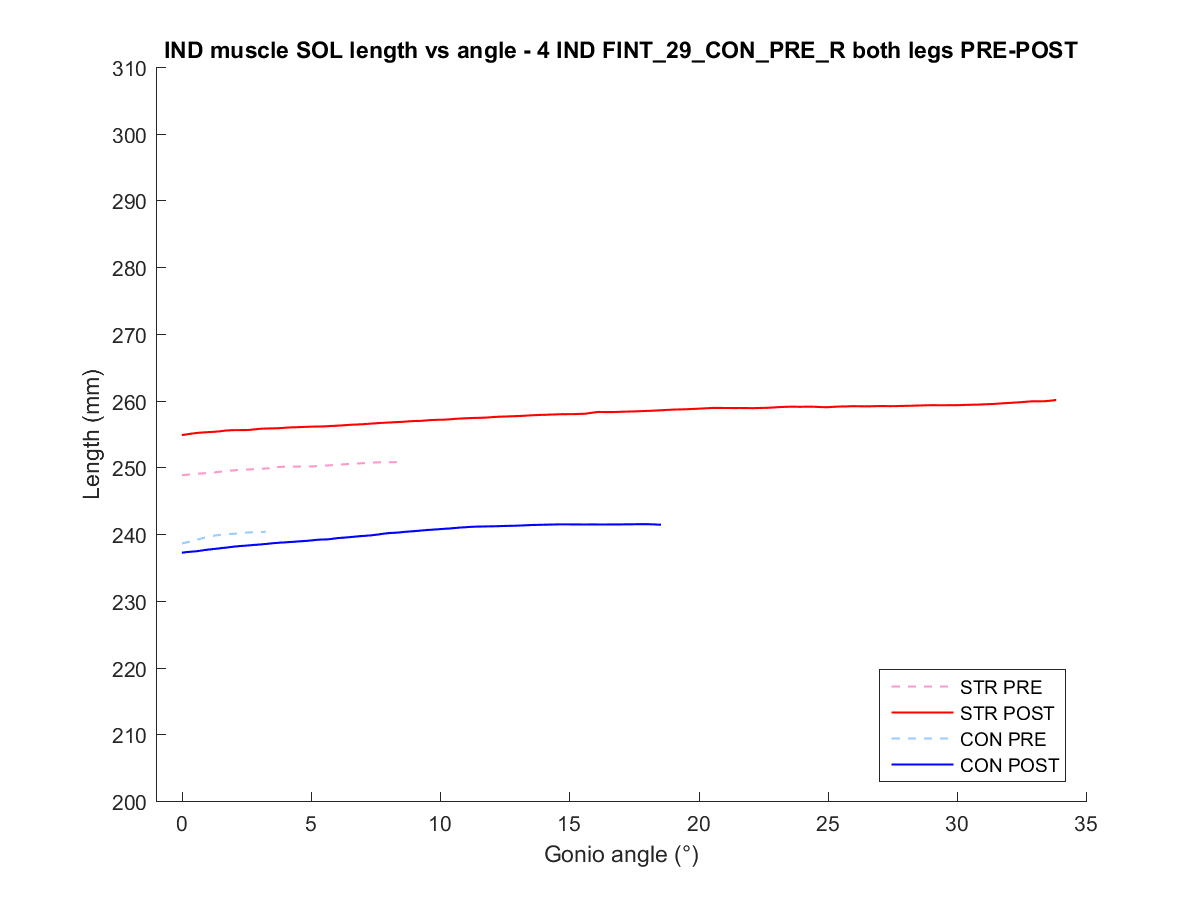 IND muscle SOL length vs angle - 4 IND FINT_29_CON_PRE_R both legs PRE-POST
310
300
290
280
270
260
250
240
230
220
210
200
Length (mm)
0 5 10 15 20 25 30 35
Gonio angle (°)
STR PRE
STR POST
CON PRE
CON POST